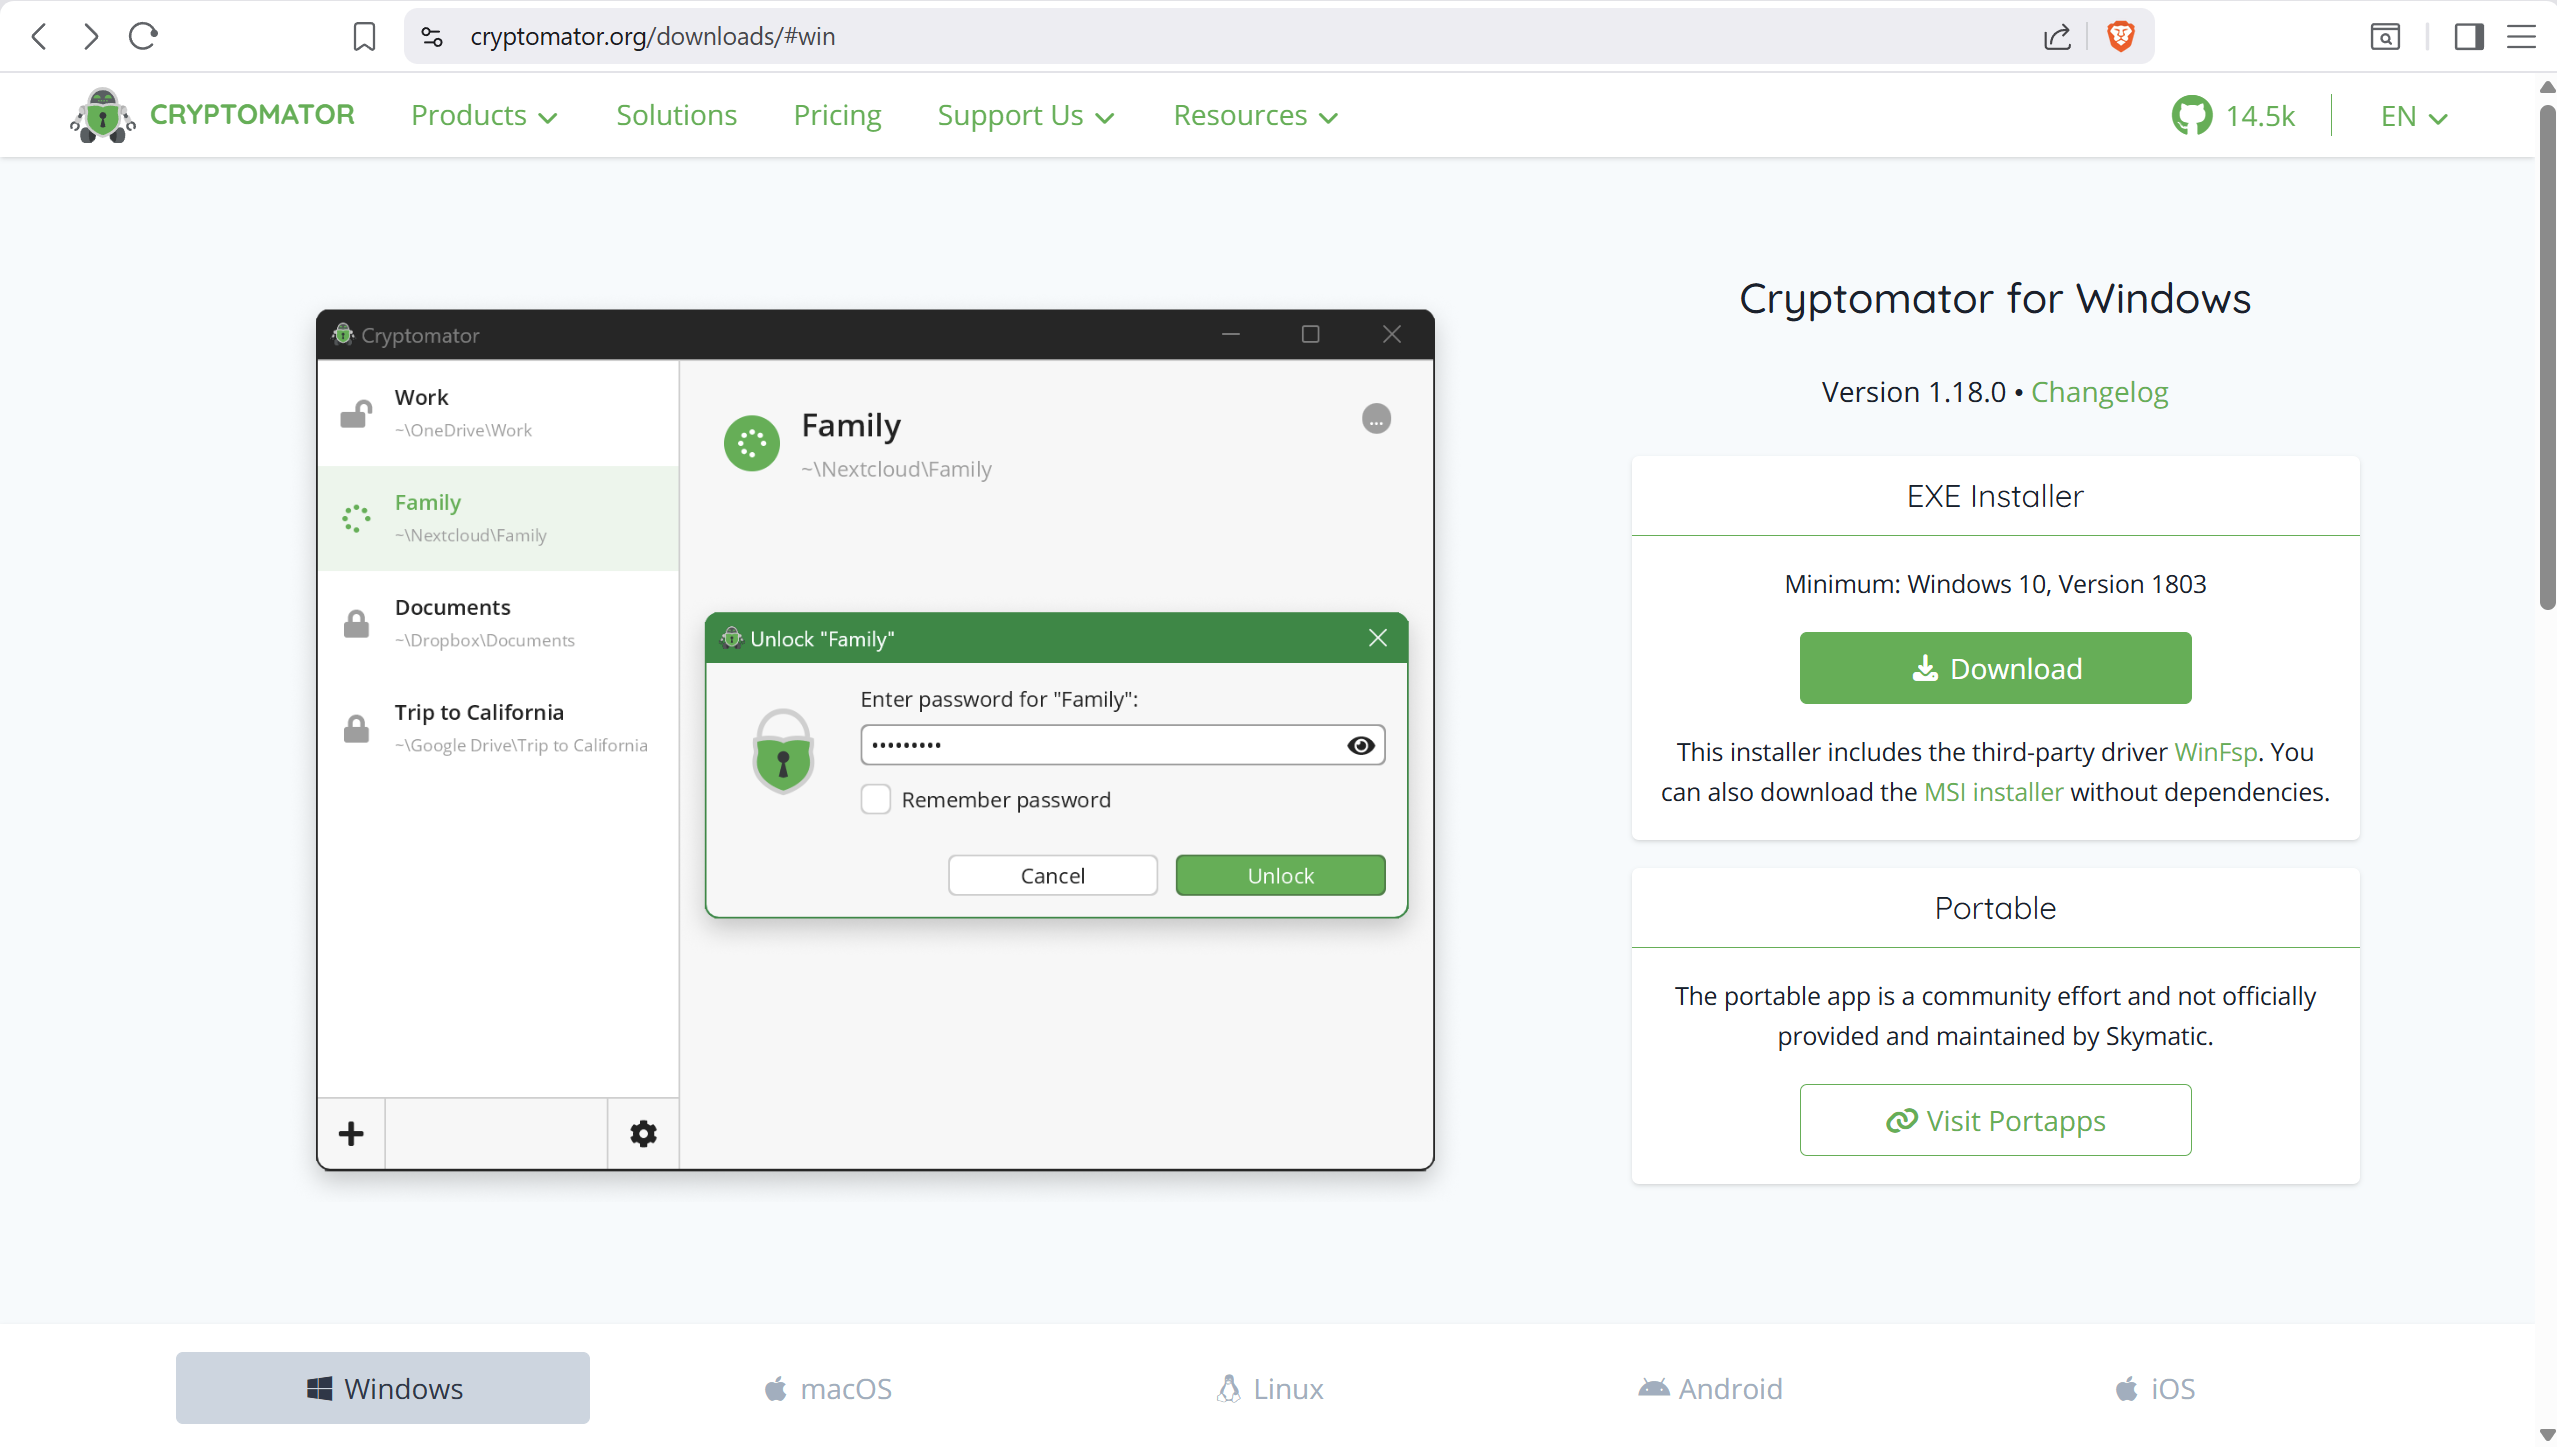 cryptomator.org/downloads/#win
CRYPTOMATOR
Products
Solutions
Pricing
Support Us
Resources
14.5k
EN
Cryptomator
Work
~\OneDrive\Work
Family
~\Nextcloud\Family
Documents
~\Dropbox\Documents
Trip to California
~\Google Drive\Trip to California
Family
~\Nextcloud\Family
...
Unlock "Family"
Enter password for "Family":
•••••••••
Remember password
Cancel
Unlock
Cryptomator for Windows
Version 1.18.0 • Changelog
EXE Installer
Minimum: Windows 10, Version 1803
Download
This installer includes the third-party driver WinFsp. You
can also download the MSI installer without dependencies.
Portable
The portable app is a community effort and not officially
provided and maintained by Skymatic.
Visit Portapps
Windows
macOS
Linux
Android
iOS